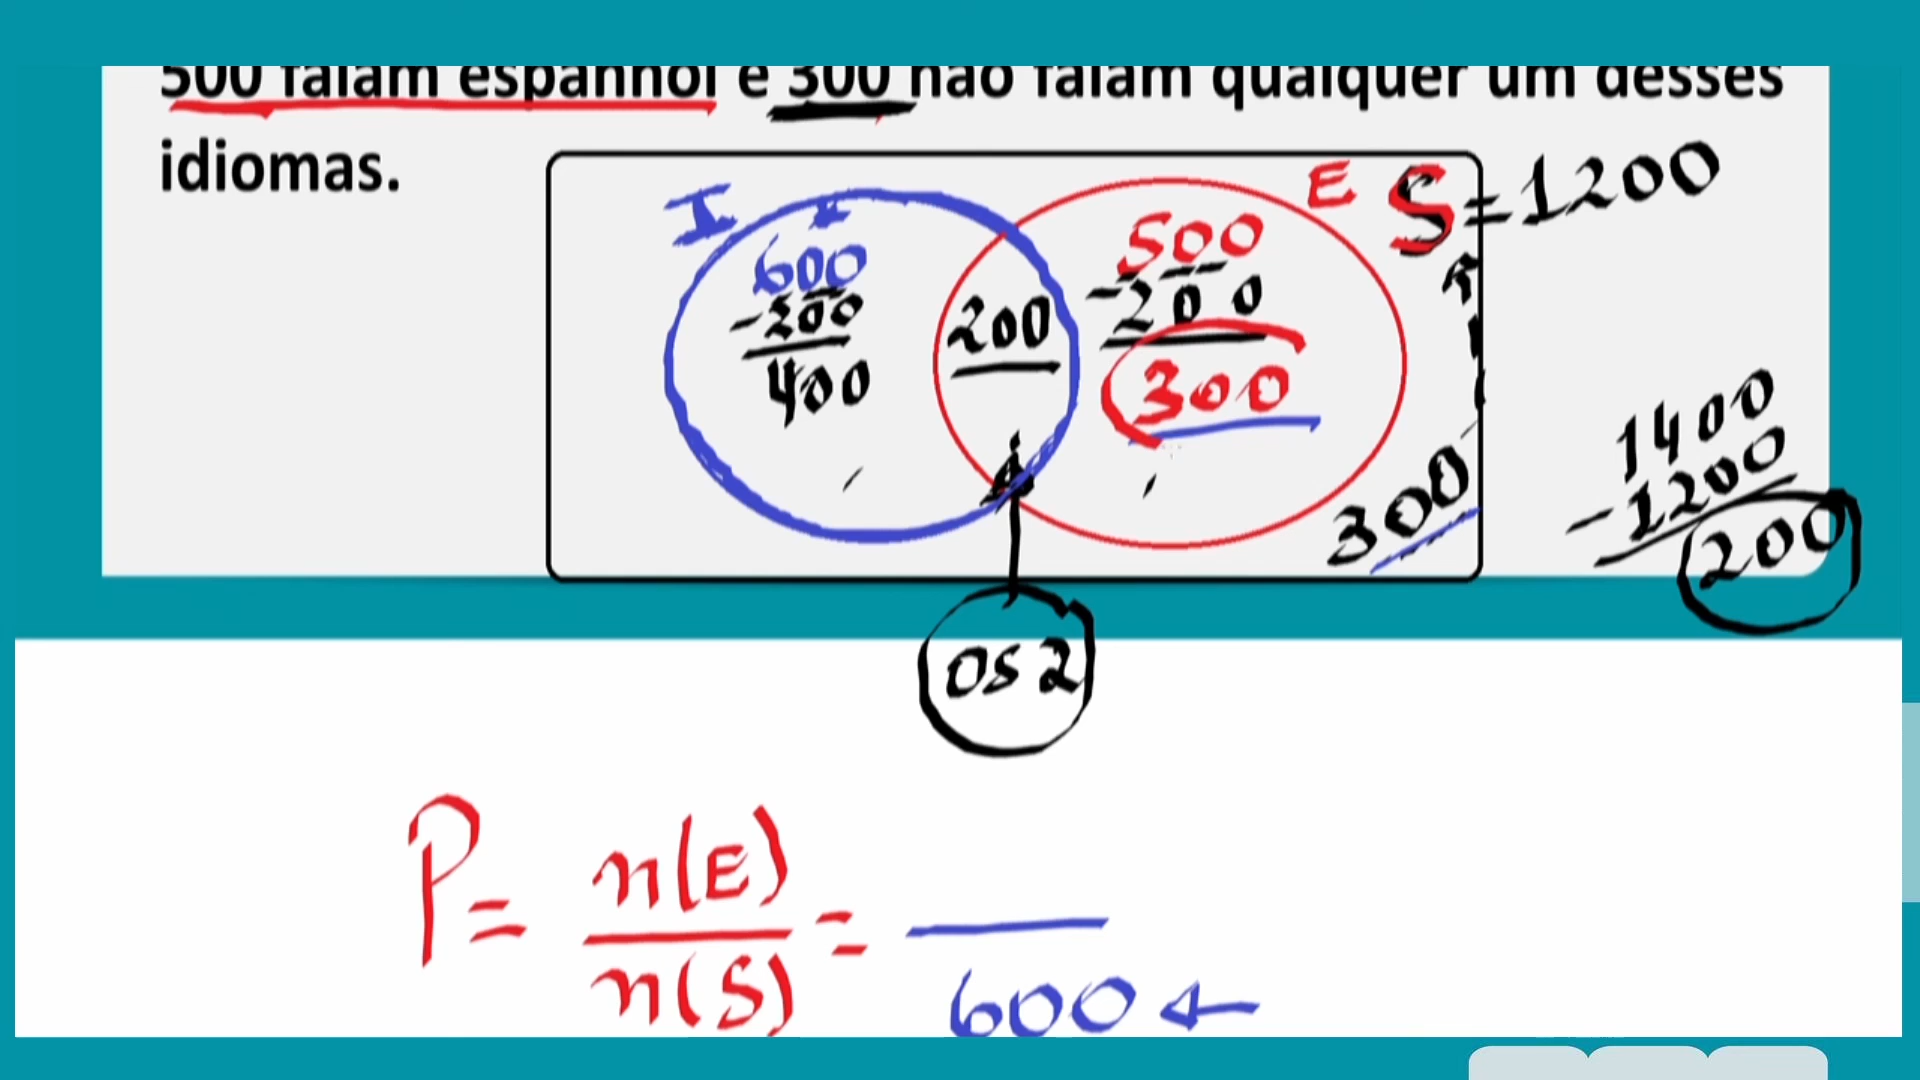 500 falam espanhol e 300 não falam qualquer um desses
idiomas.
I
E
S = 1200
600
- 200
400
200
500
- 200
300
300
1400
- 1200
200
OS 2
P = n(E) / n(S) =
600